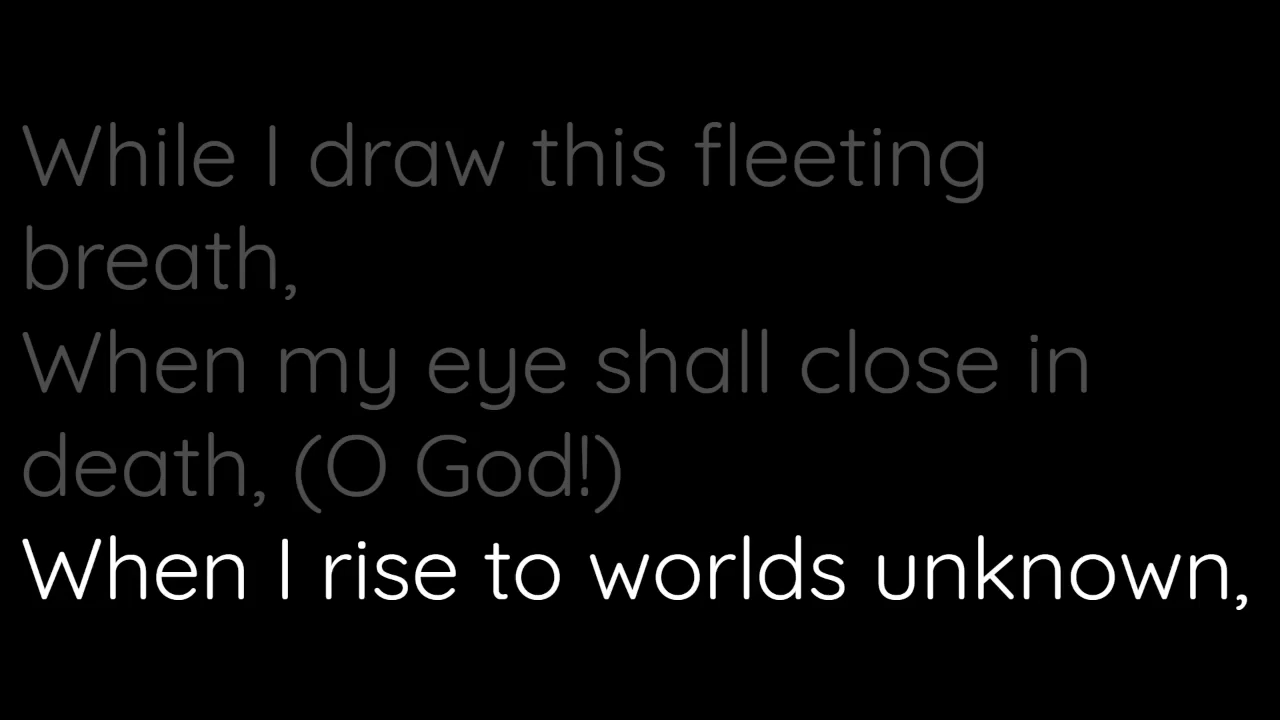 While I draw this fleeting
breath,
When my eye shall close in
death, (O God!)
When I rise to worlds unknown,